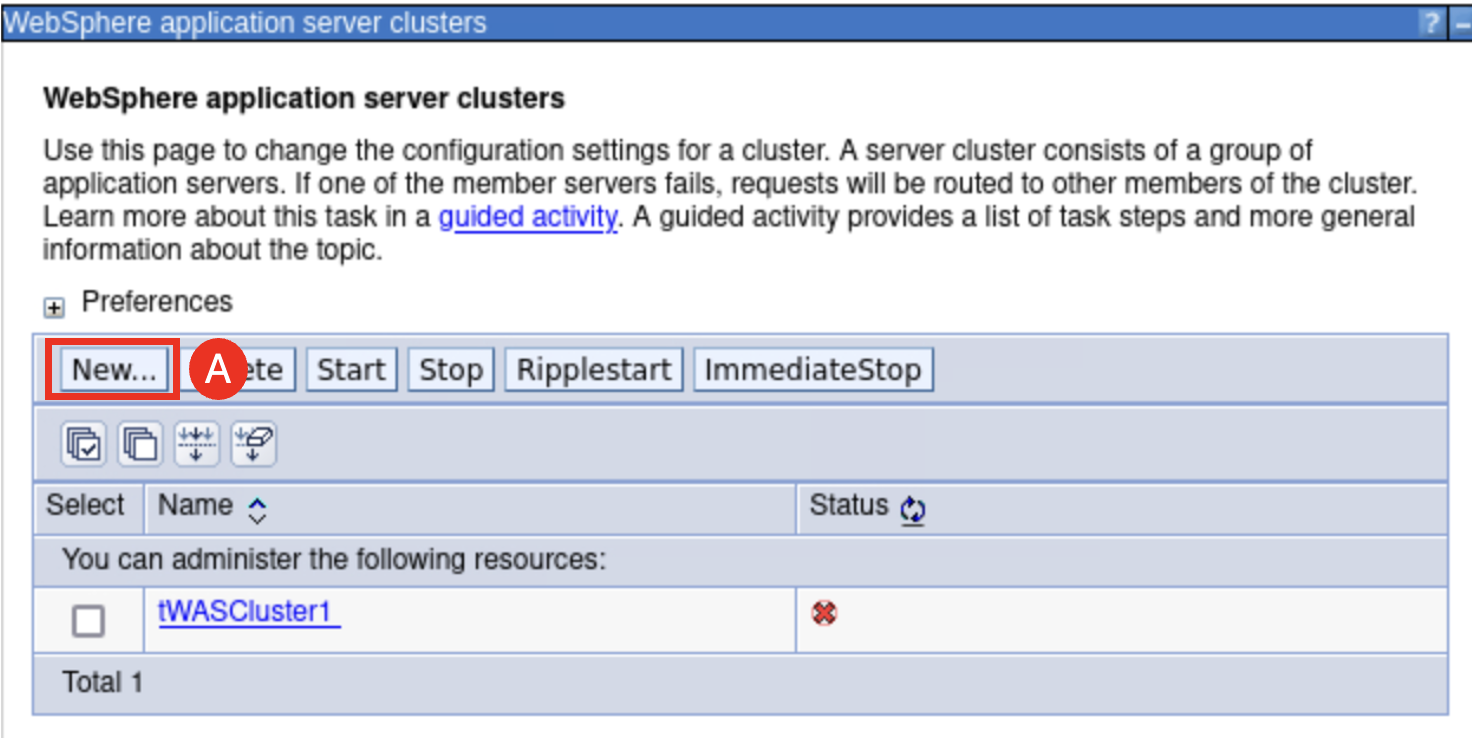 WebSphere application server clusters
?
WebSphere application server clusters
Use this page to change the configuration settings for a cluster. A server cluster consists of a group of
application servers. If one of the member servers fails, requests will be routed to other members of the cluster.
Learn more about this task in a guided activity. A guided activity provides a list of task steps and more general
information about the topic.
Preferences
New... A ete Start Stop Ripplestart ImmediateStop
Select Name Status
You can administer the following resources:
tWASCluster1
Total 1